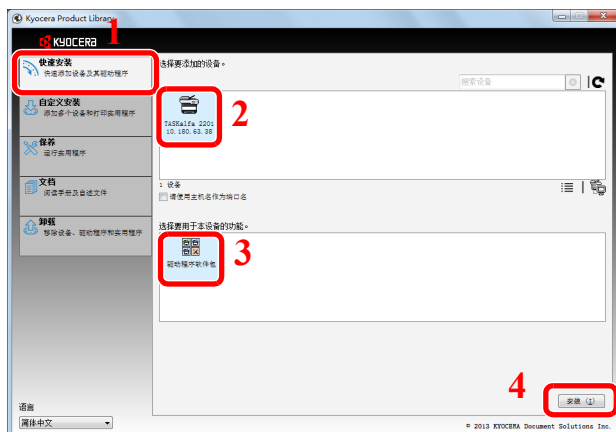 Kyocera Product Library
1
KYOCERA
快速安装
快速添加设备及其驱动程序
自定义安装
添加多个设备和打印实用程序
保养
运行实用程序
文档
阅读手册及自述文件
卸载
移除设备、驱动程序和实用程序
语言
简体中文
选择要添加的设备。
搜索设备
TASKalfa 2201
10.180.63.38
2
1 设备
请使用主机名作为端口名
选择要用于本设备的功能。
驱动程序软件包
3
4
安装 (I)
© 2013 KYOCERA Document Solutions Inc.